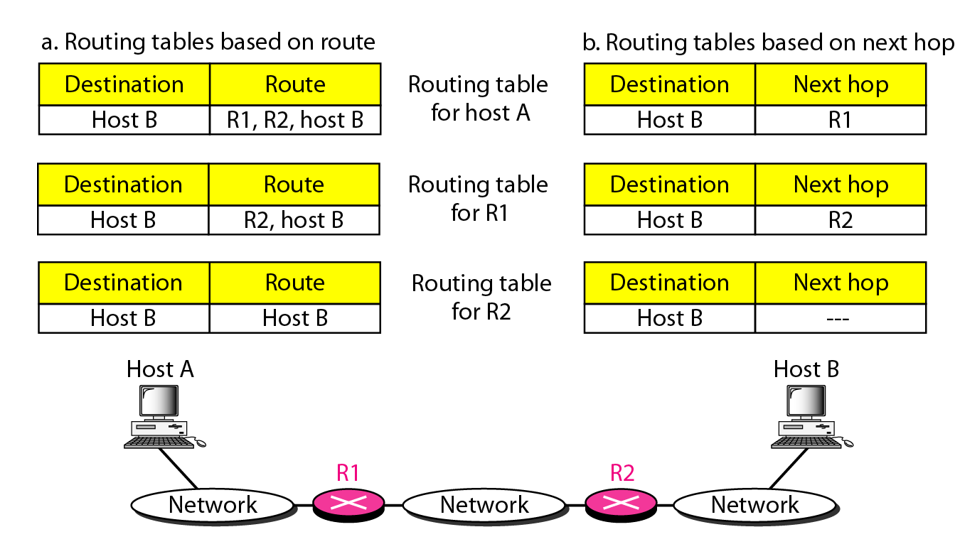 a. Routing tables based on route
b. Routing tables based on next hop
Destination Route
Host B R1, R2, host B
Routing table
for host A
Destination Next hop
Host B R1
Destination Route
Host B R2, host B
Routing table
for R1
Destination Next hop
Host B R2
Destination Route
Host B Host B
Routing table
for R2
Destination Next hop
Host B ---
Host A
Host B
R1
R2
Network
Network
Network